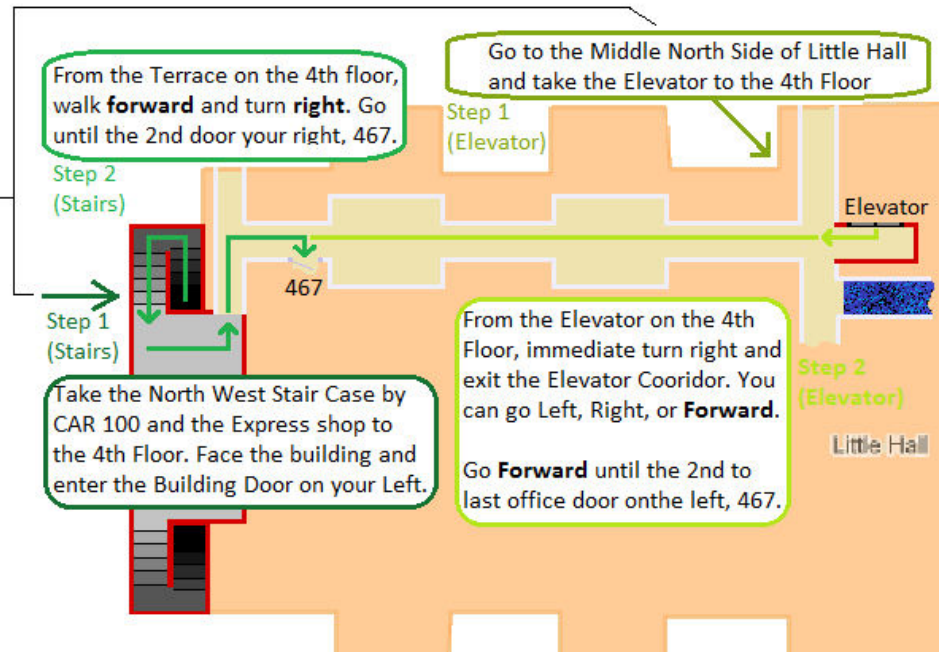 Go to the Middle North Side of Little Hall
and take the Elevator to the 4th Floor
From the Terrace on the 4th floor,
walk forward and turn right. Go
until the 2nd door your right, 467.
Step 1
(Elevator)
Step 2
(Stairs)
Elevator
467
Step 1
(Stairs)
From the Elevator on the 4th
Floor, immediate turn right and
exit the Elevator Cooridor. You
can go Left, Right, or Forward.
Go Forward until the 2nd to
last office door onthe left, 467.
Step 2
(Elevator)
Take the North West Stair Case by
CAR 100 and the Express shop to
the 4th Floor. Face the building and
enter the Building Door on your Left.
Little Hall